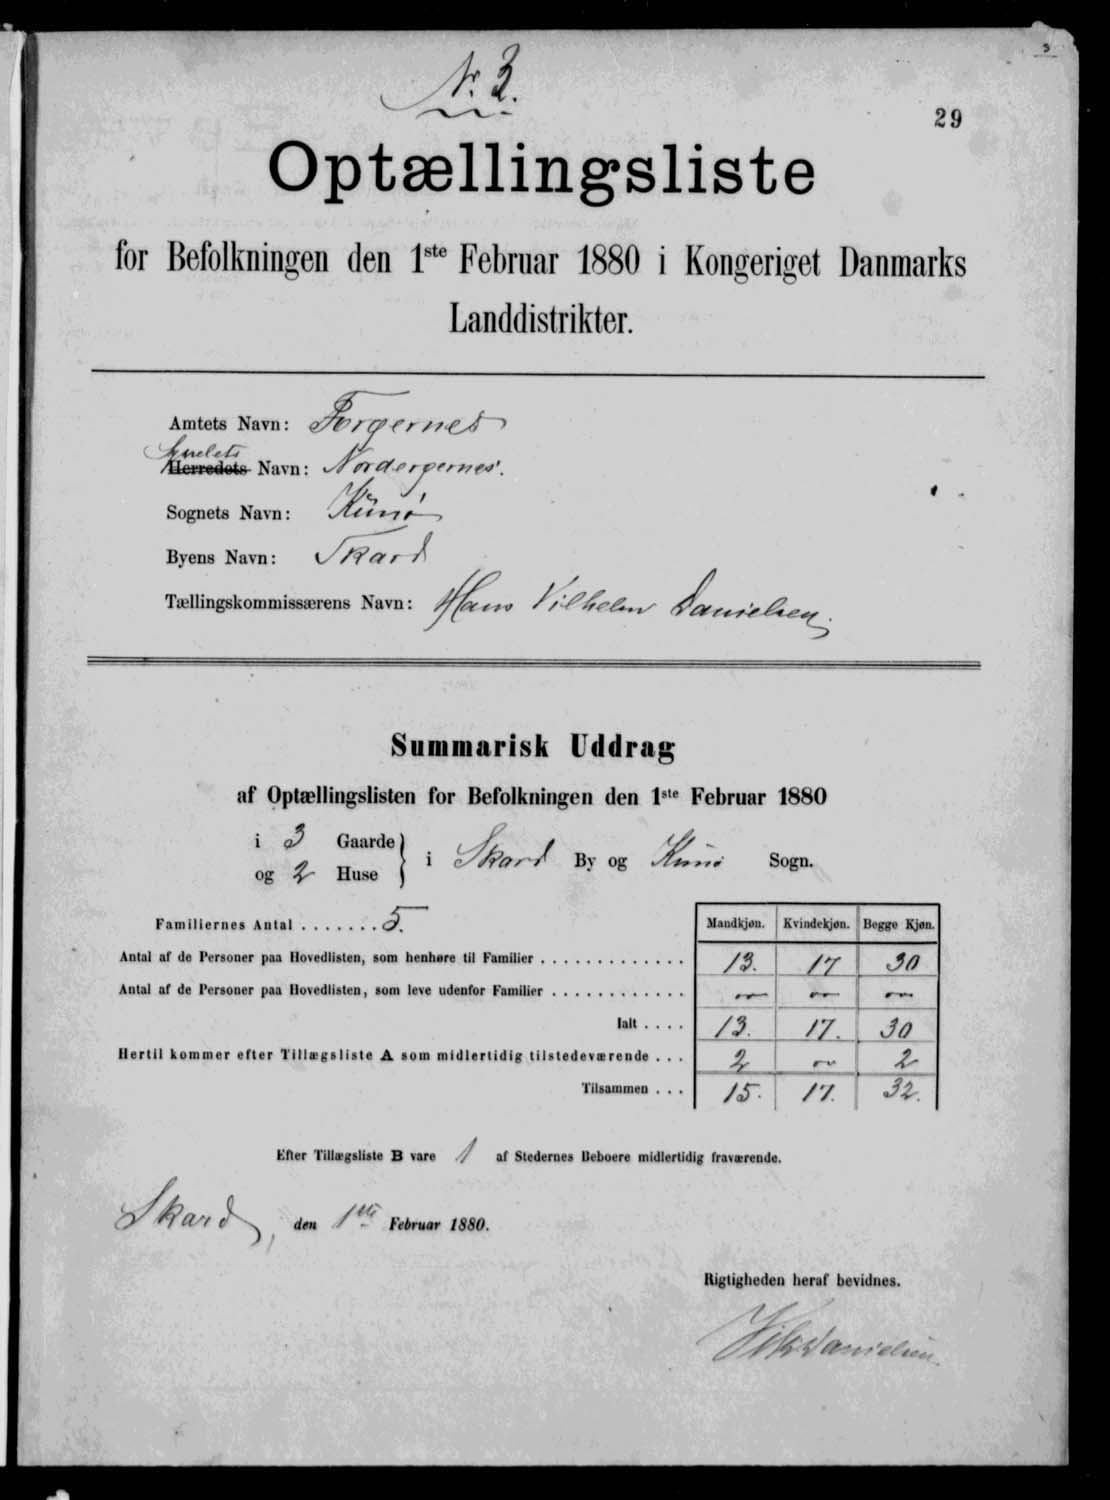 3
No. 3.
29
Optællingsliste
for Befolkningen den 1ste Februar 1880 i Kongeriget Danmarks
Landdistrikter.
Amtets Navn: Færøernes
Sysselets
Herredets Navn: Norderøernes.
Sognets Navn: Kunø
Byens Navn: Skard
Tællingskommissærens Navn: Hans Vilhelm Danielsen.
Summarisk Uddrag
af Optællingslisten for Befolkningen den 1ste Februar 1880
i 3 Gaarde
og 2 Huse } i Skard By og Kunø Sogn.
Familiernes Antal ....... 5.
Mandkjøn. Kvindekjøn. Begge Kjøn.
Antal af de Personer paa Hovedlisten, som henhøre til Familier ............. 13. 17 30
Antal af de Personer paa Hovedlisten, som leve udenfor Familier ............ " " "
Ialt .... 13. 17. 30
Hertil kommer efter Tillægsliste A som midlertidig tilstedeværende ... 2 " 2
Tilsammen ... 15. 17. 32.
Efter Tillægsliste B vare 1 af Stedernes Beboere midlertidig fraværende.
Skard, den 1ste Februar 1880.
Rigtigheden heraf bevidnes.
Vilh Danielsen.